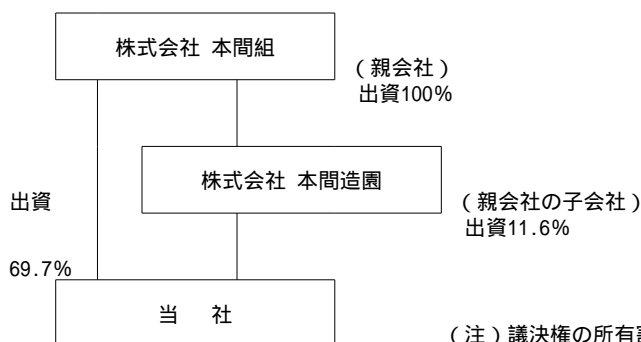 株式会社 本間組
(親会社)
出資100%
株式会社 本間造園
出資
(親会社の子会社)
出資11.6%
69.7%
当 社
(注)議決権の所有